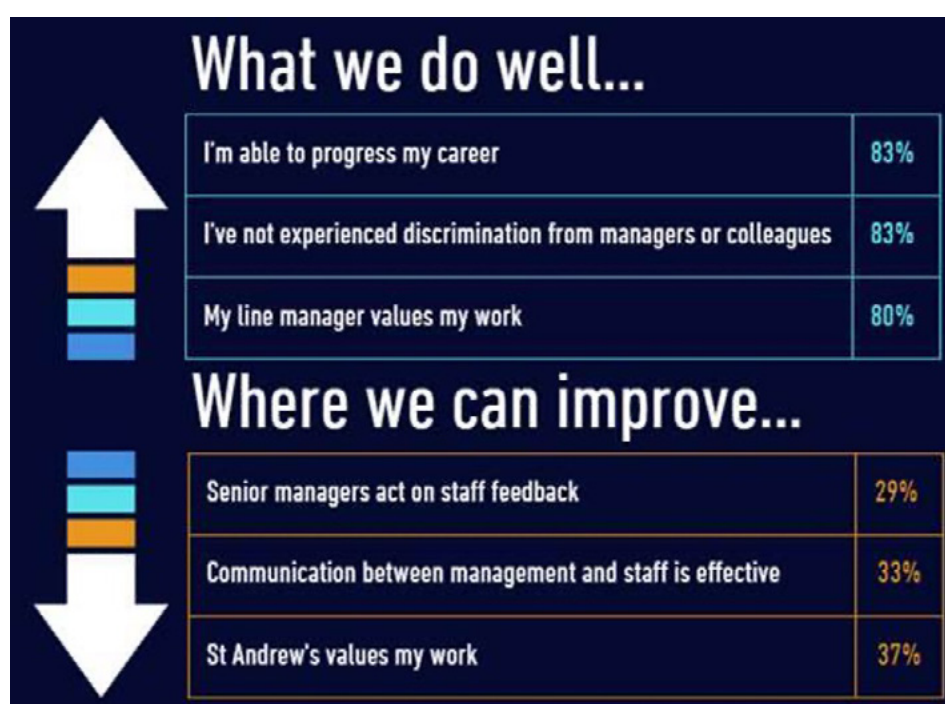 What we do well...
I'm able to progress my career 83%
I've not experienced discrimination from managers or colleagues 83%
My line manager values my work 80%
Where we can improve...
Senior managers act on staff feedback 29%
Communication between management and staff is effective 33%
St Andrew's values my work 37%